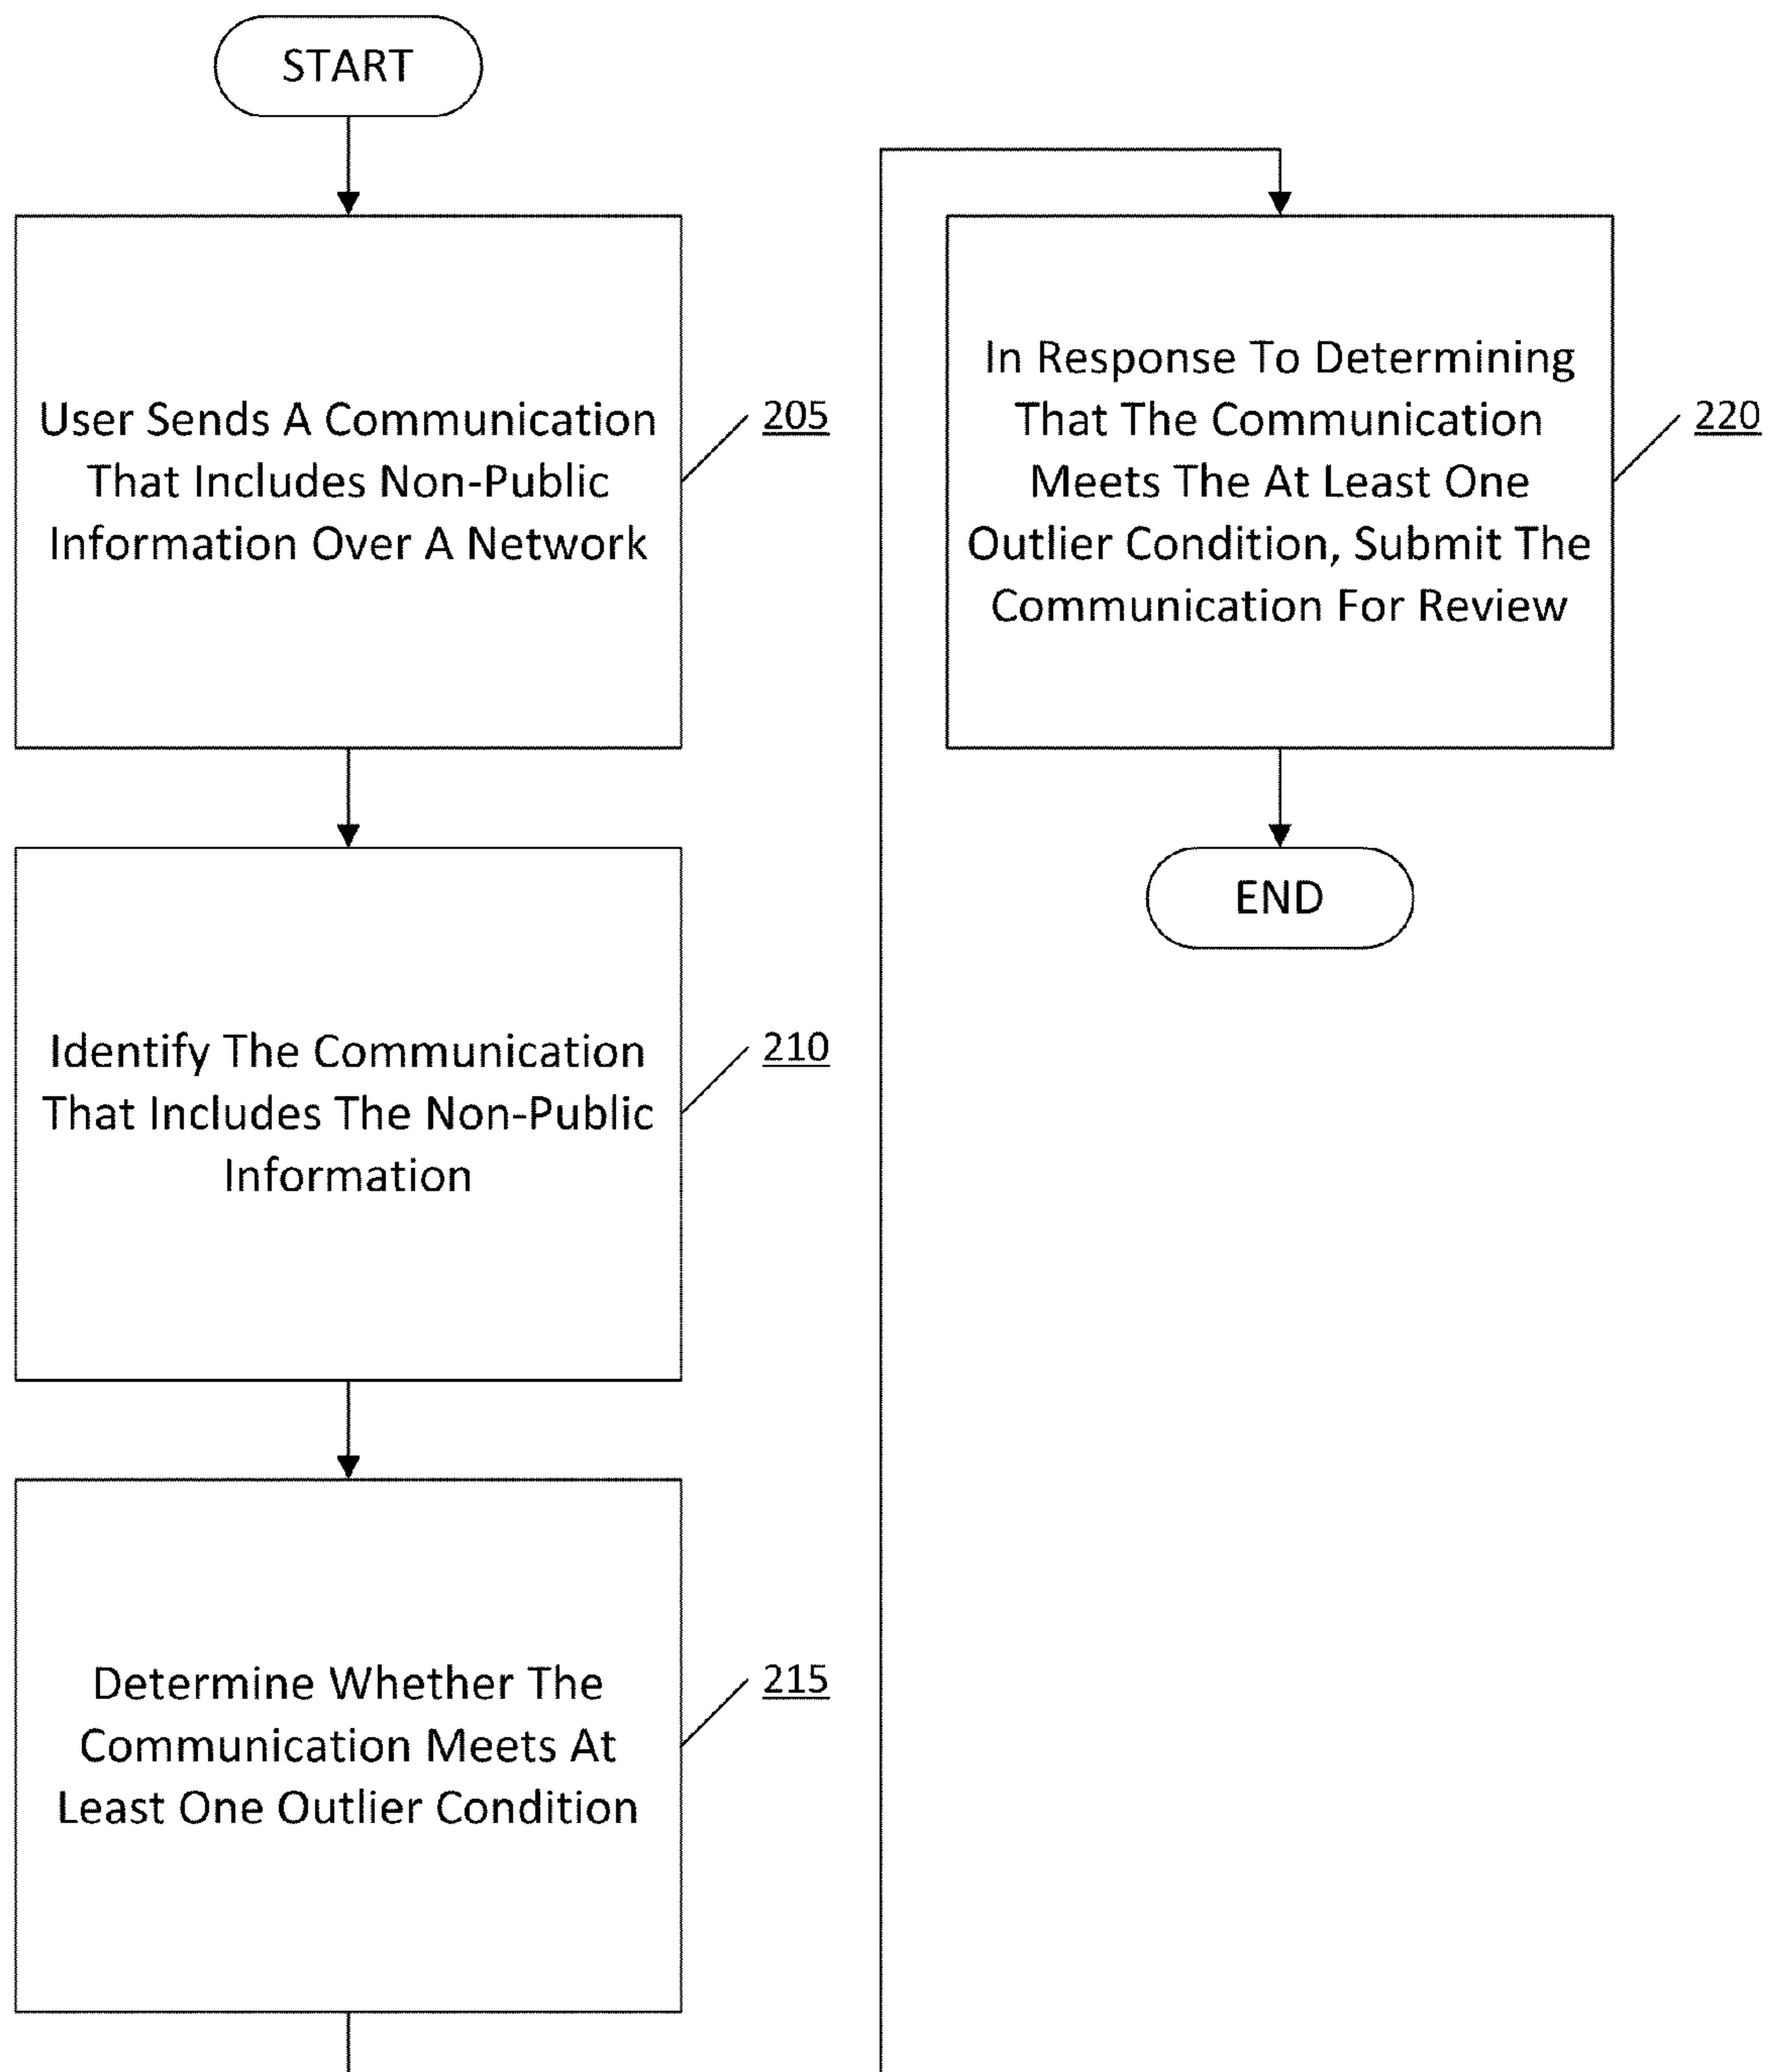 START
User Sends A Communication
That Includes Non-Public
Information Over A Network
205
Identify The Communication
That Includes The Non-Public
Information
210
Determine Whether The
Communication Meets At
Least One Outlier Condition
215
In Response To Determining
That The Communication
Meets The At Least One
Outlier Condition, Submit The
Communication For Review
220
END